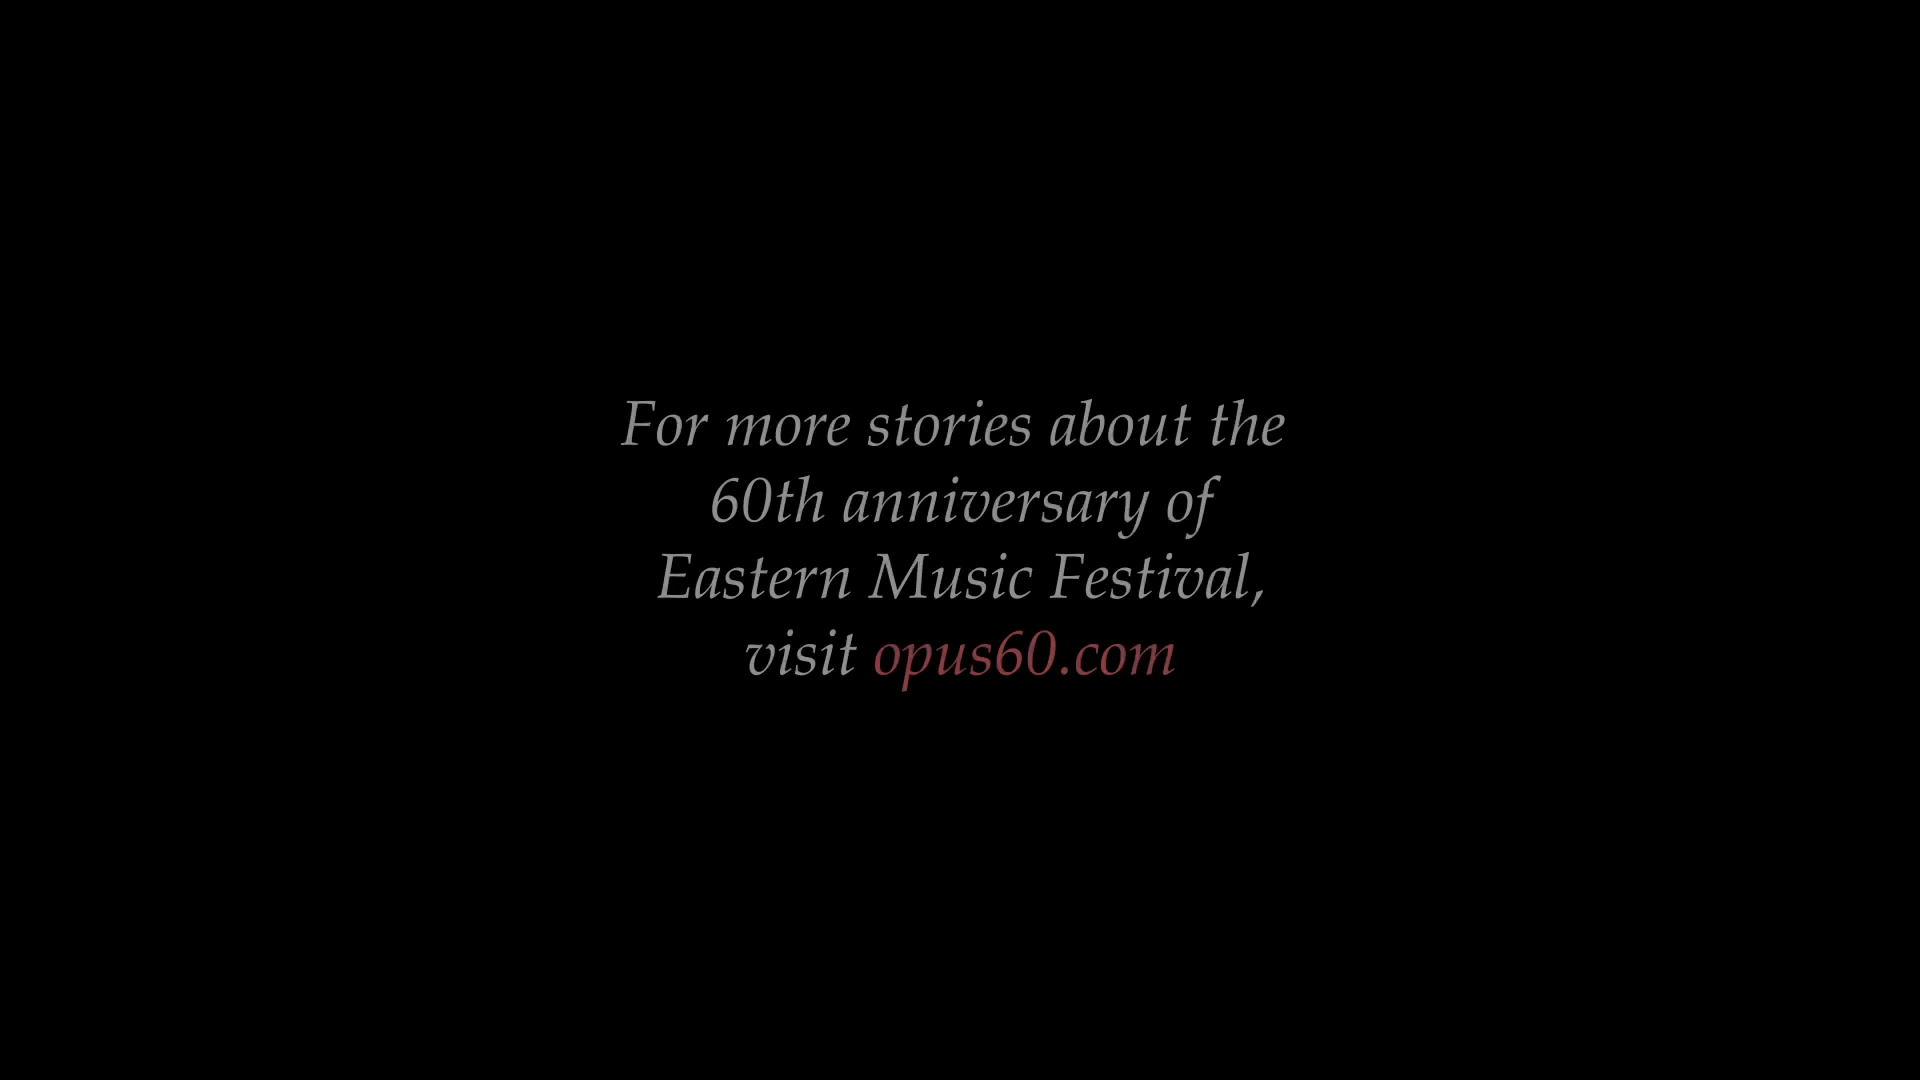 For more stories about the
60th anniversary of
Eastern Music Festival,
visit opus60.com